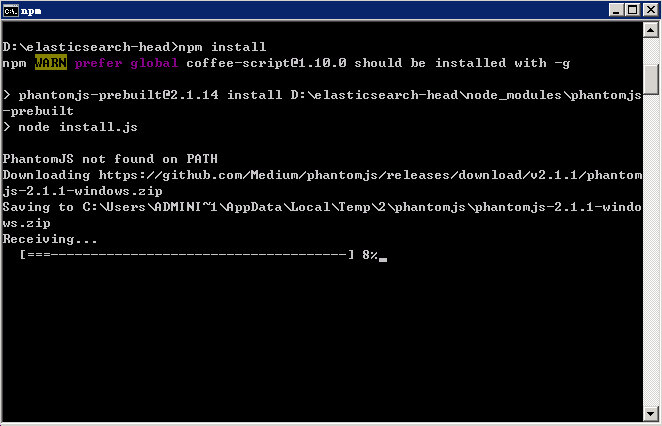 npm
D:\elasticsearch-head>npm install
npm WARN prefer global coffee-script@1.10.0 should be installed with -g
> phantomjs-prebuilt@2.1.14 install D:\elasticsearch-head\node_modules\phantomjs
-prebuilt
> node install.js
PhantomJS not found on PATH
Downloading https://github.com/Medium/phantomjs/releases/download/v2.1.1/phantom
js-2.1.1-windows.zip
Saving to C:\Users\ADMINI~1\AppData\Local\Temp\2\phantomjs\phantomjs-2.1.1-windo
ws.zip
Receiving...
[===-------------------------------------] 8%